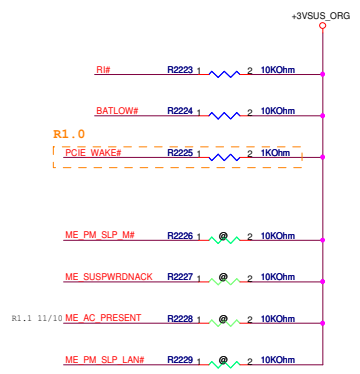 +3VSUS_ORG
RI# R2223 1 2 10KOhm
BATLOW# R2224 1 2 10KOhm
R1.0
PCIE_WAKE# R2225 1 2 1KOhm
ME_PM_SLP_M# R2226 1 @ 2 10KOhm
ME_SUSPWRDNACK R2227 1 @ 2 10KOhm
R1.1 11/10 ME_AC_PRESENT R2228 1 @ 2 10KOhm
ME_PM_SLP_LAN# R2229 1 @ 2 10KOhm